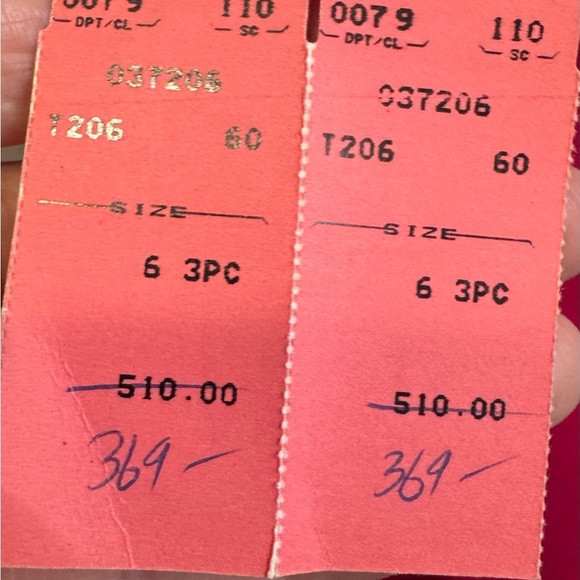 0079 110
DPT/CL SC
037206
T206 60
SIZE
6 3PC
510.00
369-
0079 110
DPT/CL SC
037206
T206 60
SIZE
6 3PC
510.00
369-